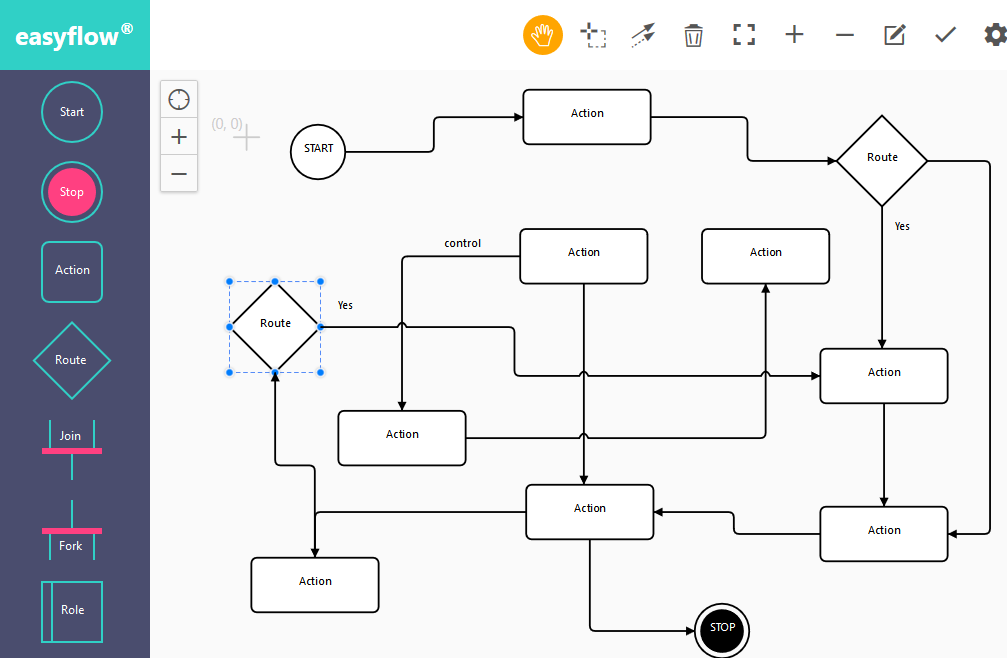 easyflow®
Start
Stop
Action
Route
Join
Fork
Role
(0, 0)
START
Action
Route
Yes
control
Action
Action
Route
Yes
Action
Action
Action
Action
Action
STOP